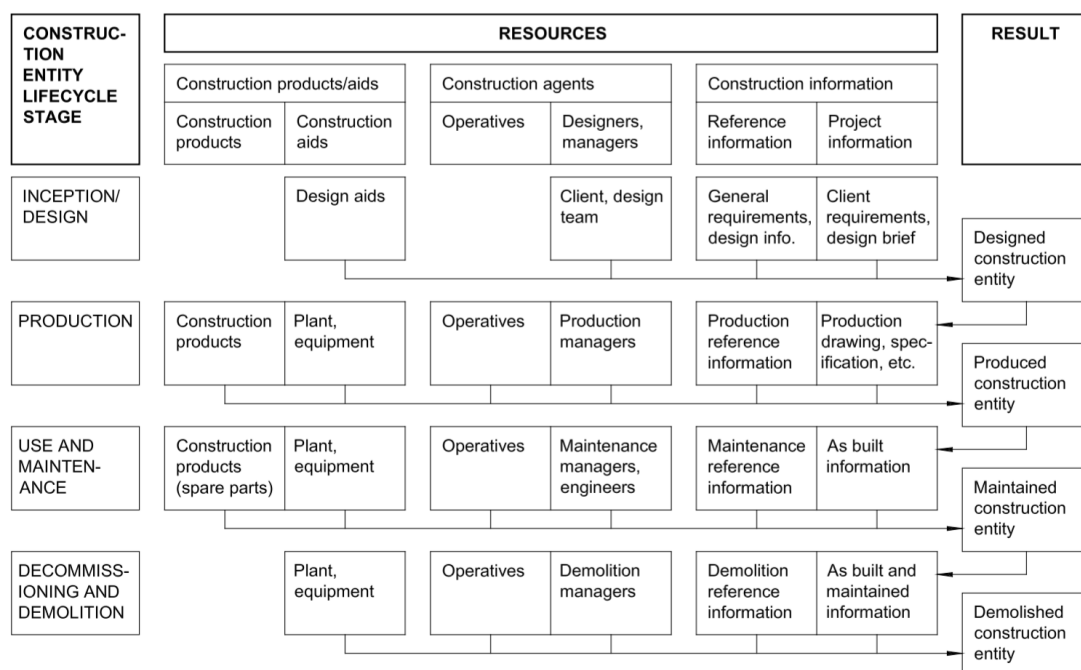 CONSTRUC-
TION
ENTITY
LIFECYCLE
STAGE
RESOURCES
RESULT
Construction products/aids
Construction agents
Construction information
Construction
products
Construction
aids
Operatives
Designers,
managers
Reference
information
Project
information
INCEPTION/
DESIGN
Design aids
Client, design
team
General
requirements,
design info.
Client
requirements,
design brief
Designed
construction
entity
PRODUCTION
Construction
products
Plant,
equipment
Operatives
Production
managers
Production
reference
information
Production
drawing, spec-
ification, etc.
Produced
construction
entity
USE AND
MAINTEN-
ANCE
Construction
products
(spare parts)
Plant,
equipment
Operatives
Maintenance
managers,
engineers
Maintenance
reference
information
As built
information
Maintained
construction
entity
DECOMMISS-
IONING AND
DEMOLITION
Plant,
equipment
Operatives
Demolition
managers
Demolition
reference
information
As built and
maintained
information
Demolished
construction
entity